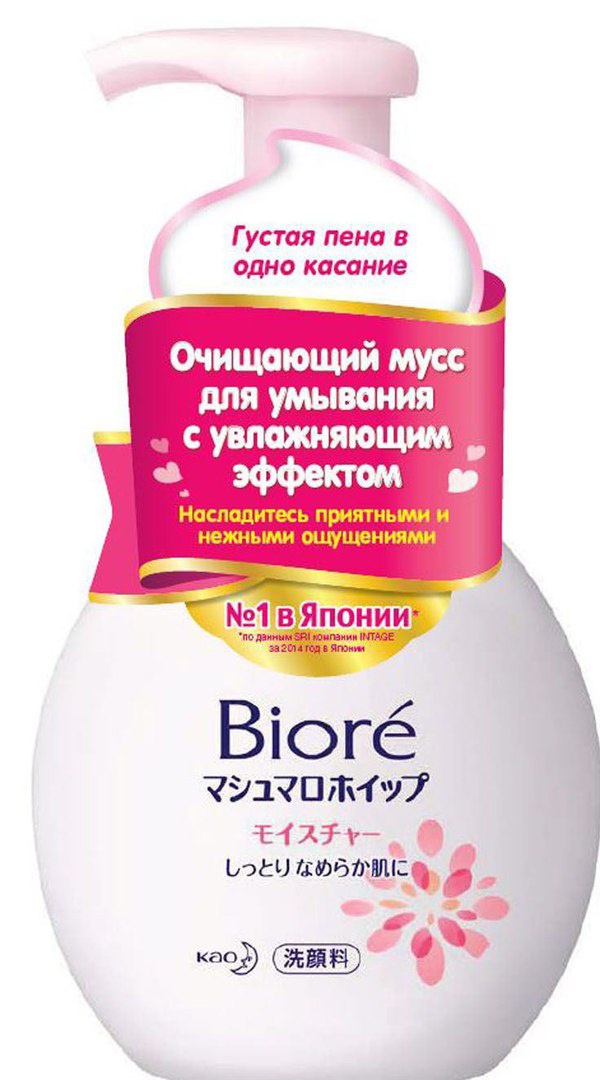 Густая пена в
одно касание
Очищающий мусс
для умывания
с увлажняющим
эффектом
Насладитесь приятными и
нежными ощущениями
№1 в Японии*
*по данным SRI компании INTAGE
за 2014 год в Японии
Bioré
マシュマロホイップ
モイスチャー
しっとりなめらか肌に
Kao 洗顔料